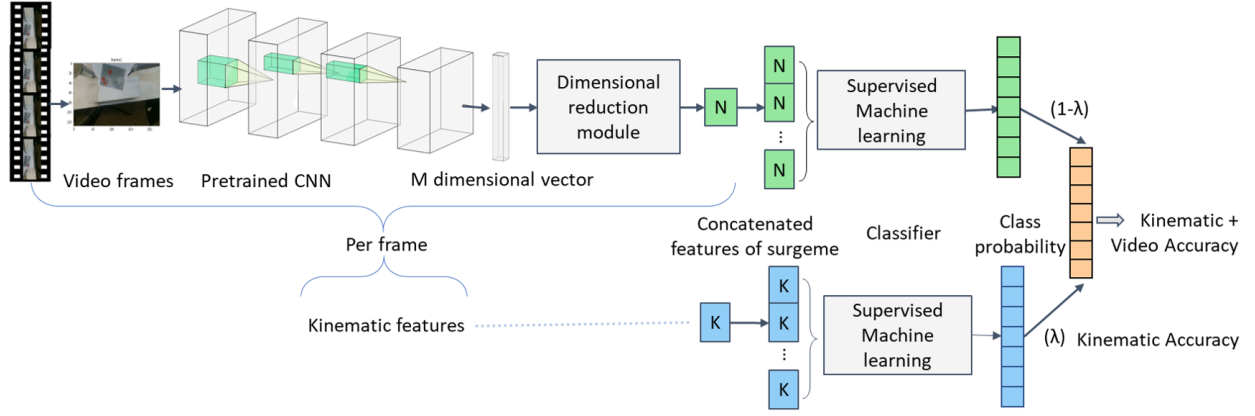 Video frames
Pretrained CNN
M dimensional vector
Dimensional
reduction
module
N
N
N
⋮
N
Supervised
Machine
learning
(1-λ)
Per frame
Kinematic features
Concatenated
features of surgeme
Classifier
Class
probability
Kinematic +
Video Accuracy
K
K
K
⋮
K
Supervised
Machine
learning
(λ)
Kinematic Accuracy